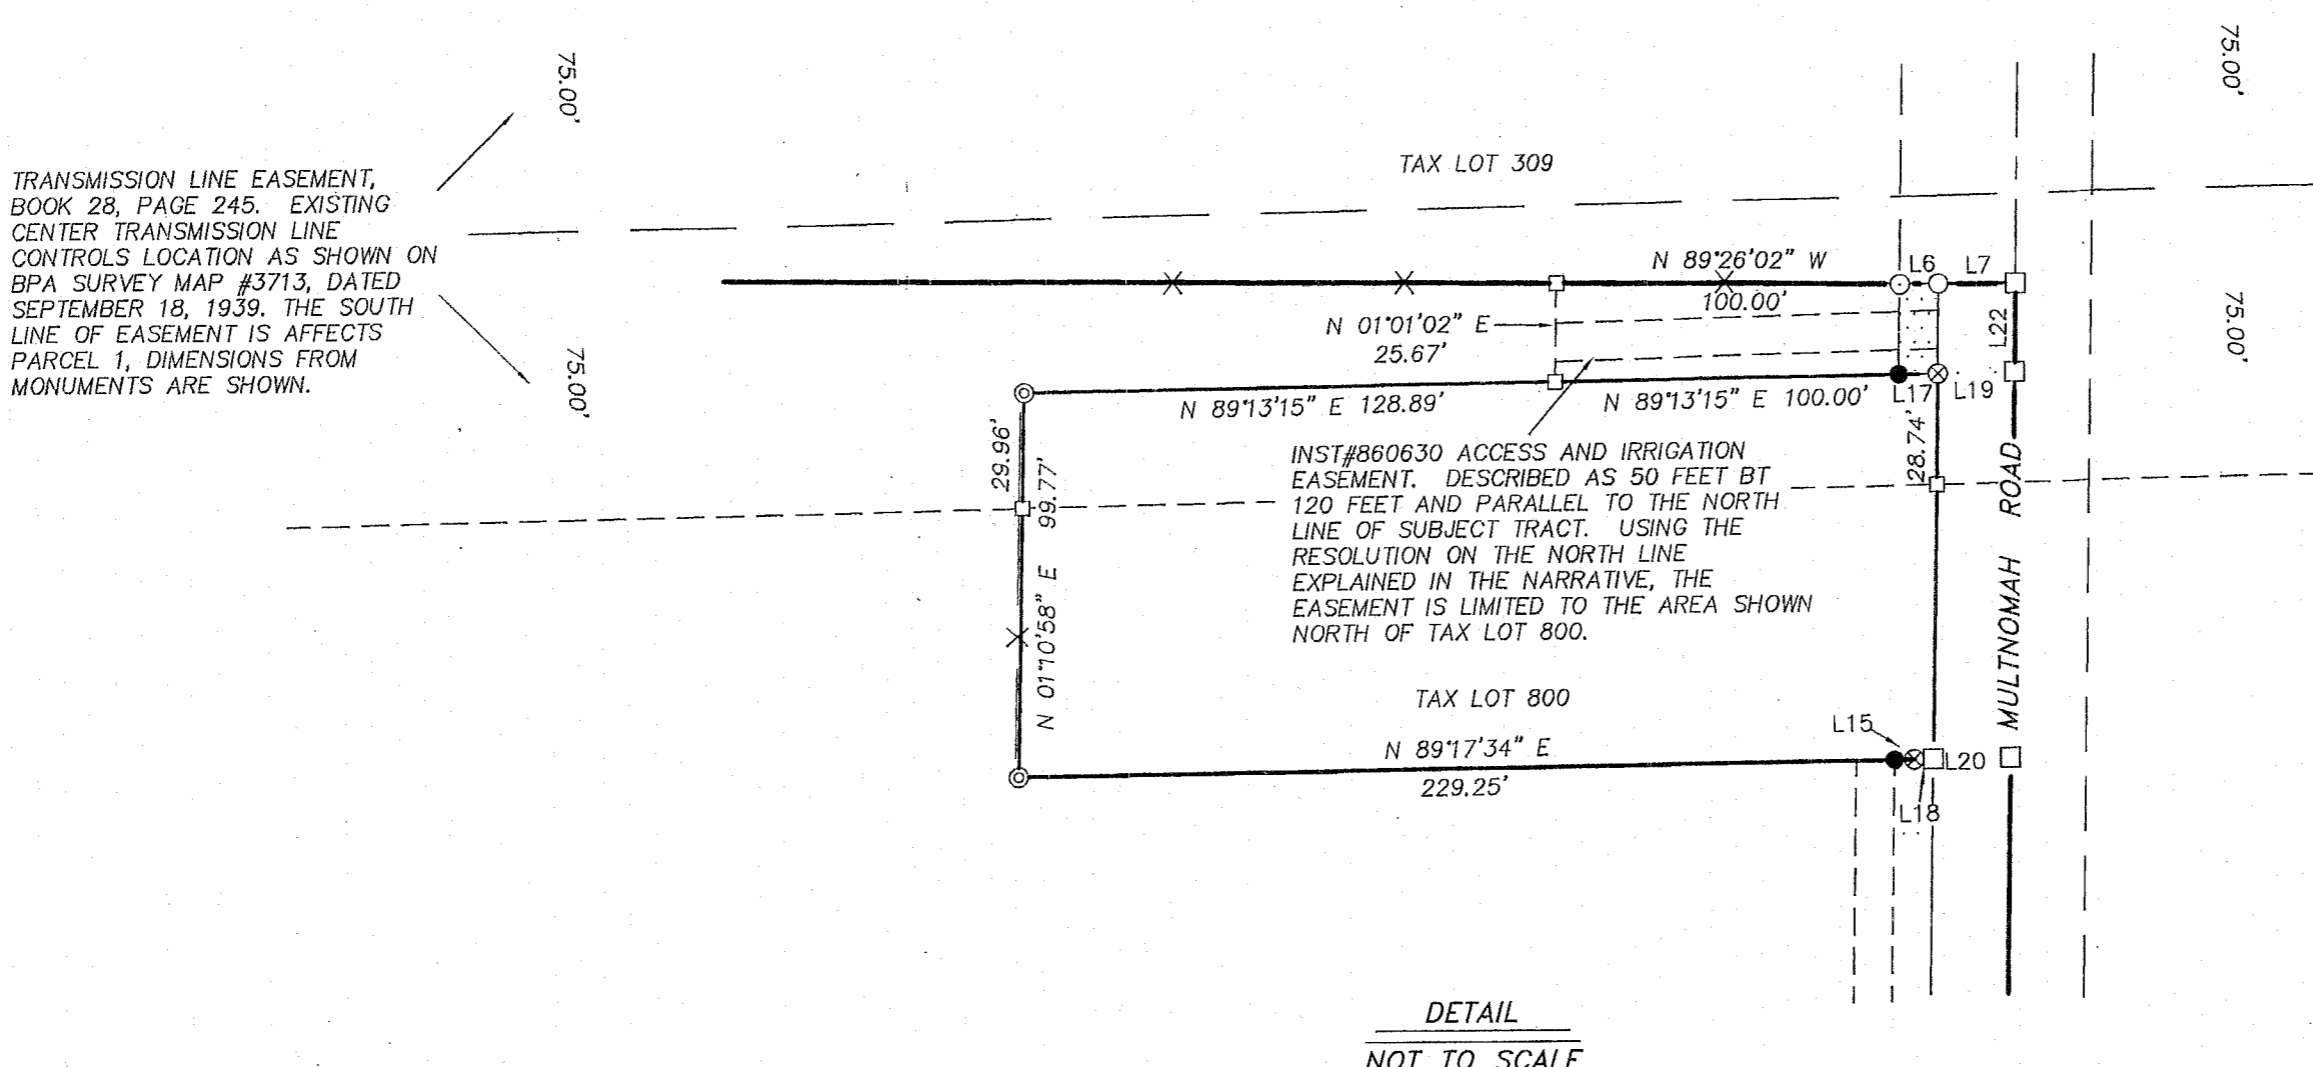 75.00'
75.00'
TAX LOT 309
TRANSMISSION LINE EASEMENT,
BOOK 28, PAGE 245. EXISTING
CENTER TRANSMISSION LINE
CONTROLS LOCATION AS SHOWN ON
BPA SURVEY MAP #3713, DATED
SEPTEMBER 18, 1939. THE SOUTH
LINE OF EASEMENT IS AFFECTS
PARCEL 1, DIMENSIONS FROM
MONUMENTS ARE SHOWN.
75.00'
75.00'
N 89°26'02" W
100.00'
L6
L7
L22
N 01°01'02" E
25.67'
N 89°13'15" E 128.89'
N 89°13'15" E 100.00'
L17
L19
28.74'
29.96'
99.77'
N 01°10'58" E
INST#860630 ACCESS AND IRRIGATION
EASEMENT. DESCRIBED AS 50 FEET BT
120 FEET AND PARALLEL TO THE NORTH
LINE OF SUBJECT TRACT. USING THE
RESOLUTION ON THE NORTH LINE
EXPLAINED IN THE NARRATIVE, THE
EASEMENT IS LIMITED TO THE AREA SHOWN
NORTH OF TAX LOT 800.
MULTNOMAH ROAD
TAX LOT 800
L15
N 89°17'34" E
229.25'
L20
L18
DETAIL
NOT TO SCALE